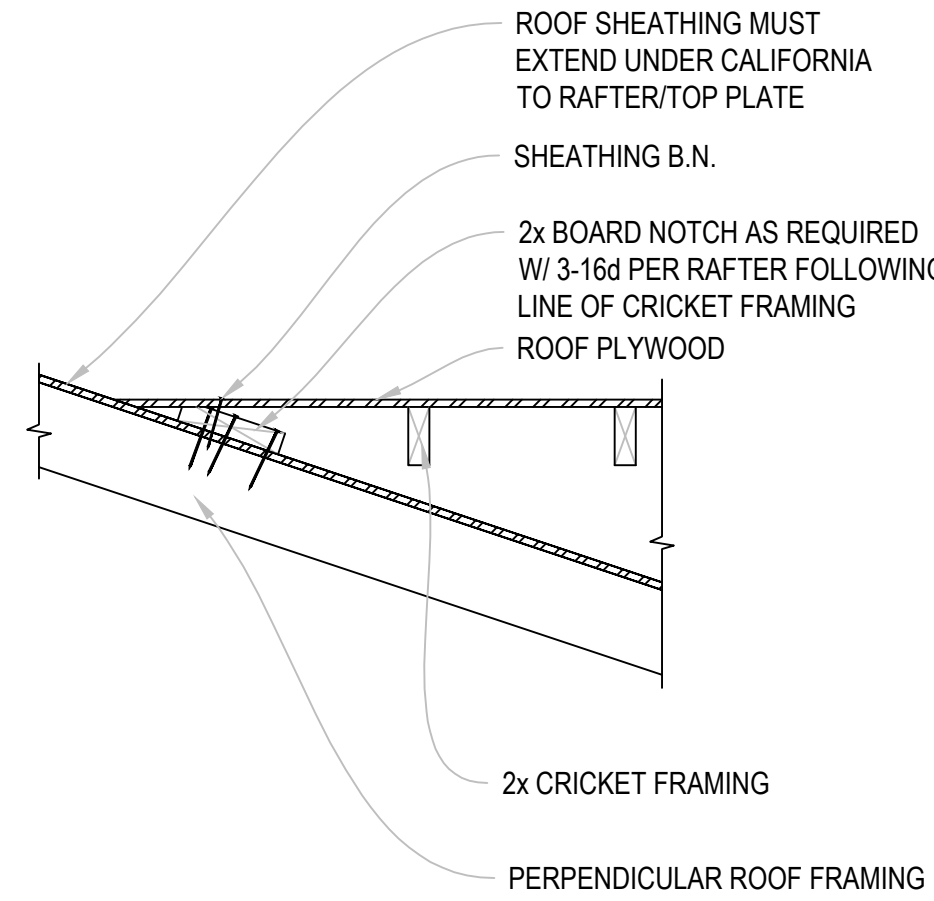 ROOF SHEATHING MUST
EXTEND UNDER CALIFORNIA
TO RAFTER/TOP PLATE
SHEATHING B.N.
2x BOARD NOTCH AS REQUIRED
W/ 3-16d PER RAFTER FOLLOWING
LINE OF CRICKET FRAMING
ROOF PLYWOOD
2x CRICKET FRAMING
PERPENDICULAR ROOF FRAMING